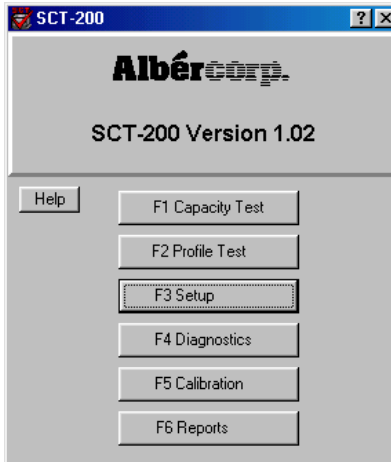 SCT-200
Albércorp.
SCT-200 Version 1.02
Help
F1 Capacity Test
F2 Profile Test
F3 Setup
F4 Diagnostics
F5 Calibration
F6 Reports